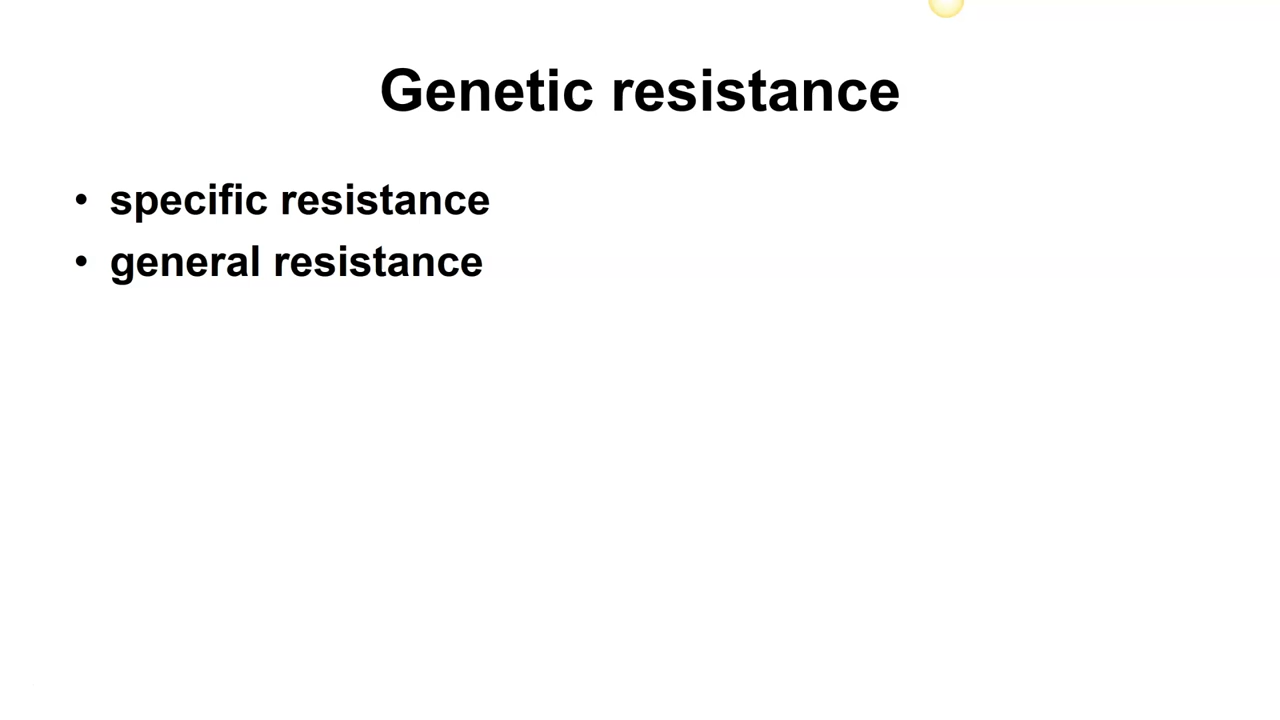 Genetic resistance
• specific resistance
• general resistance